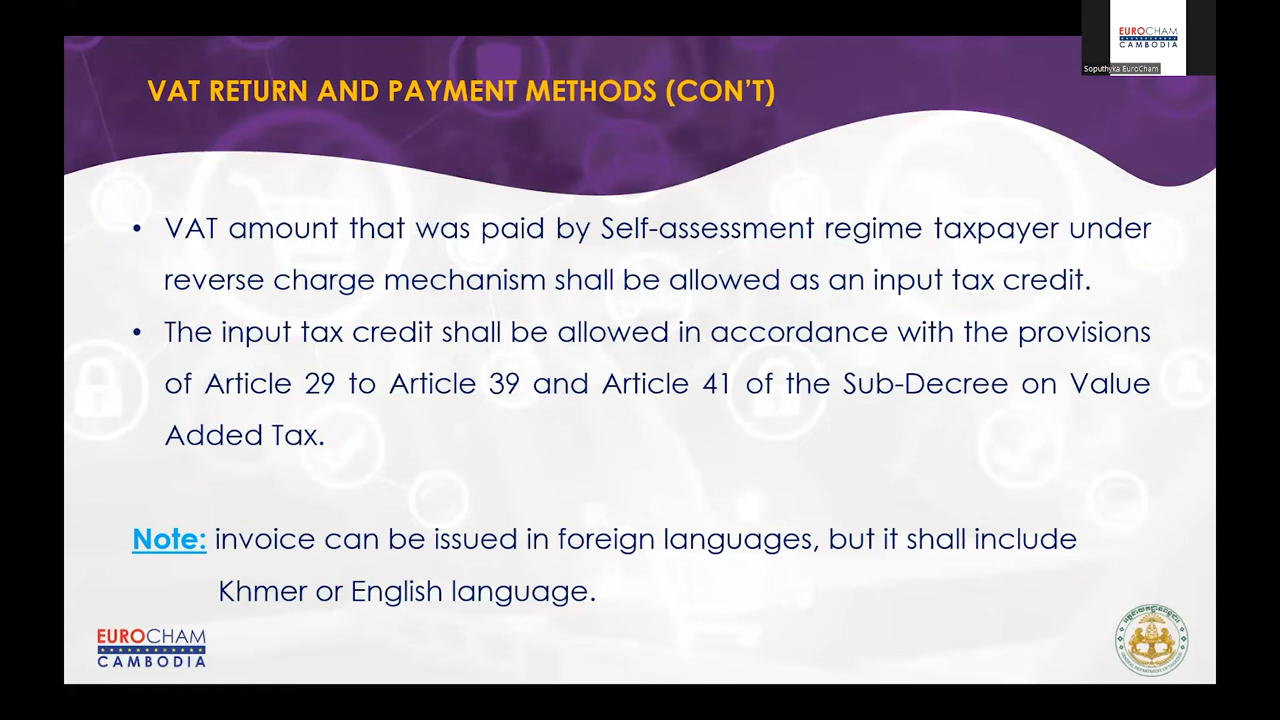 EUROCHAM
CAMBODIA
Soputhyka EuroCham
VAT RETURN AND PAYMENT METHODS (CON'T)
• VAT amount that was paid by Self-assessment regime taxpayer under
reverse charge mechanism shall be allowed as an input tax credit.
• The input tax credit shall be allowed in accordance with the provisions
of Article 29 to Article 39 and Article 41 of the Sub-Decree on Value
Added Tax.
Note: invoice can be issued in foreign languages, but it shall include
Khmer or English language.
EUROCHAM
CAMBODIA
GENERAL DEPARTMENT OF TAXATION